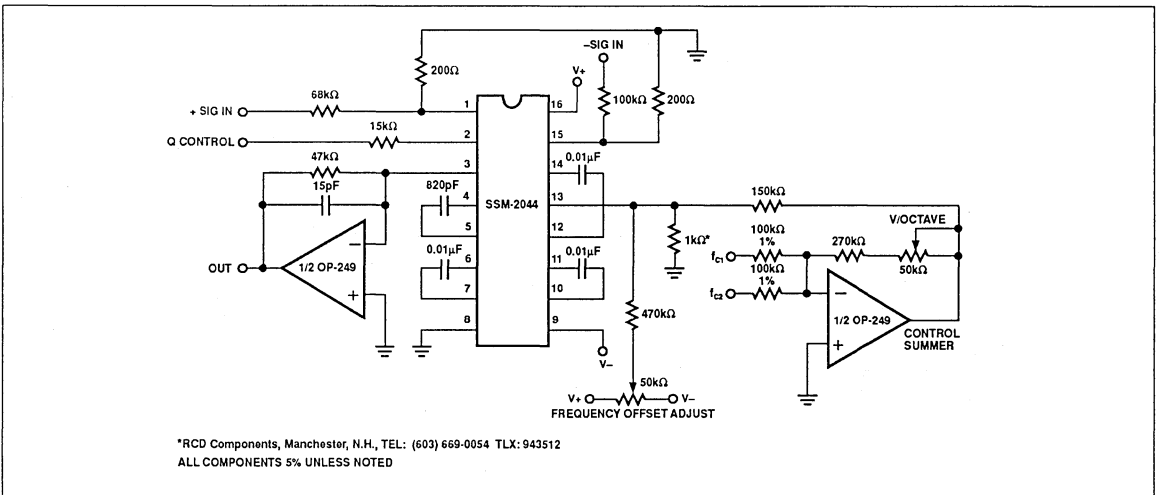 –SIG IN
V+
200Ω
68kΩ
+ SIG IN
1
16
100kΩ
200Ω
15kΩ
Q CONTROL
2
15
47kΩ
3
14
0.01µF
15pF
820pF
4
SSM-2044
13
150kΩ
V/OCTAVE
5
12
1kΩ*
100kΩ
1%
270kΩ
fC1
50kΩ
0.01µF
6
11
0.01µF
100kΩ
1%
OUT
1/2 OP-249
–
+
7
10
fC2
–
1/2 OP-249
+
CONTROL
SUMMER
470kΩ
8
9
V–
50kΩ
V+
V–
FREQUENCY OFFSET ADJUST
*RCD Components, Manchester, N.H., TEL: (603) 669-0054 TLX: 943512
ALL COMPONENTS 5% UNLESS NOTED